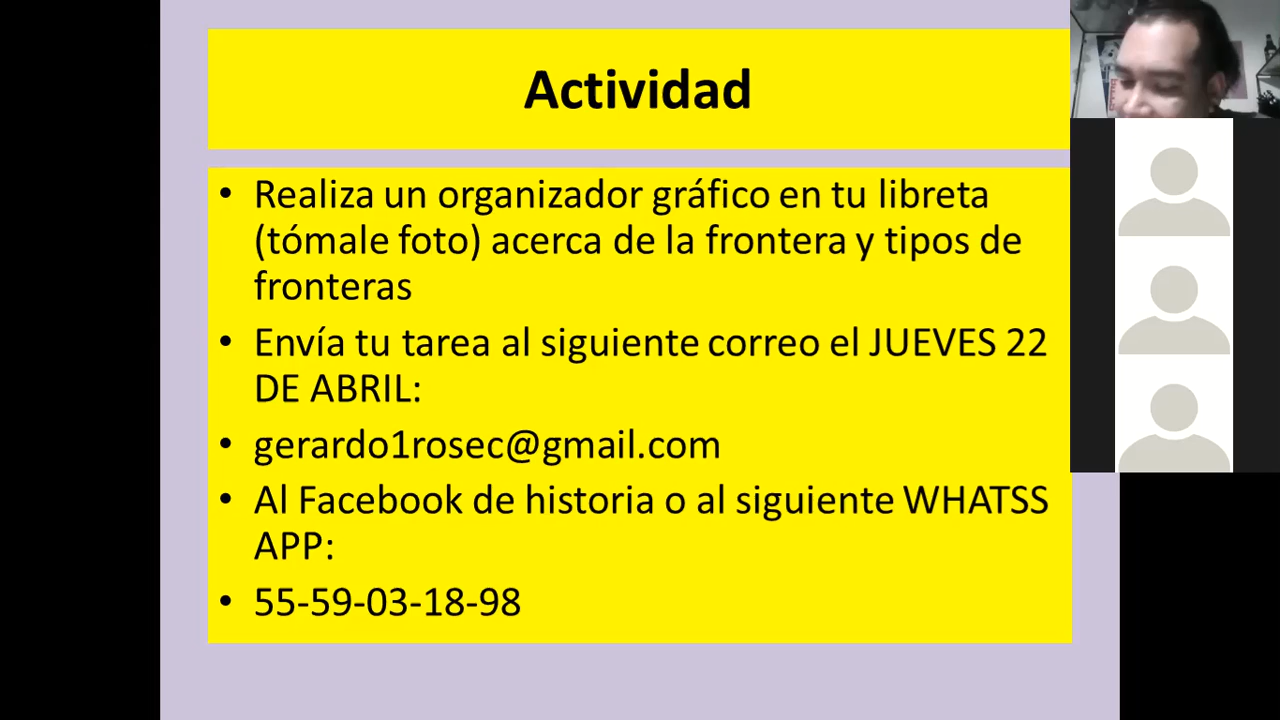 Actividad
• Realiza un organizador gráfico en tu libreta
(tómale foto) acerca de la frontera y tipos de
fronteras
• Envía tu tarea al siguiente correo el JUEVES 22
DE ABRIL:
• gerardo1rosec@gmail.com
• Al Facebook de historia o al siguiente WHATSS
APP:
• 55-59-03-18-98